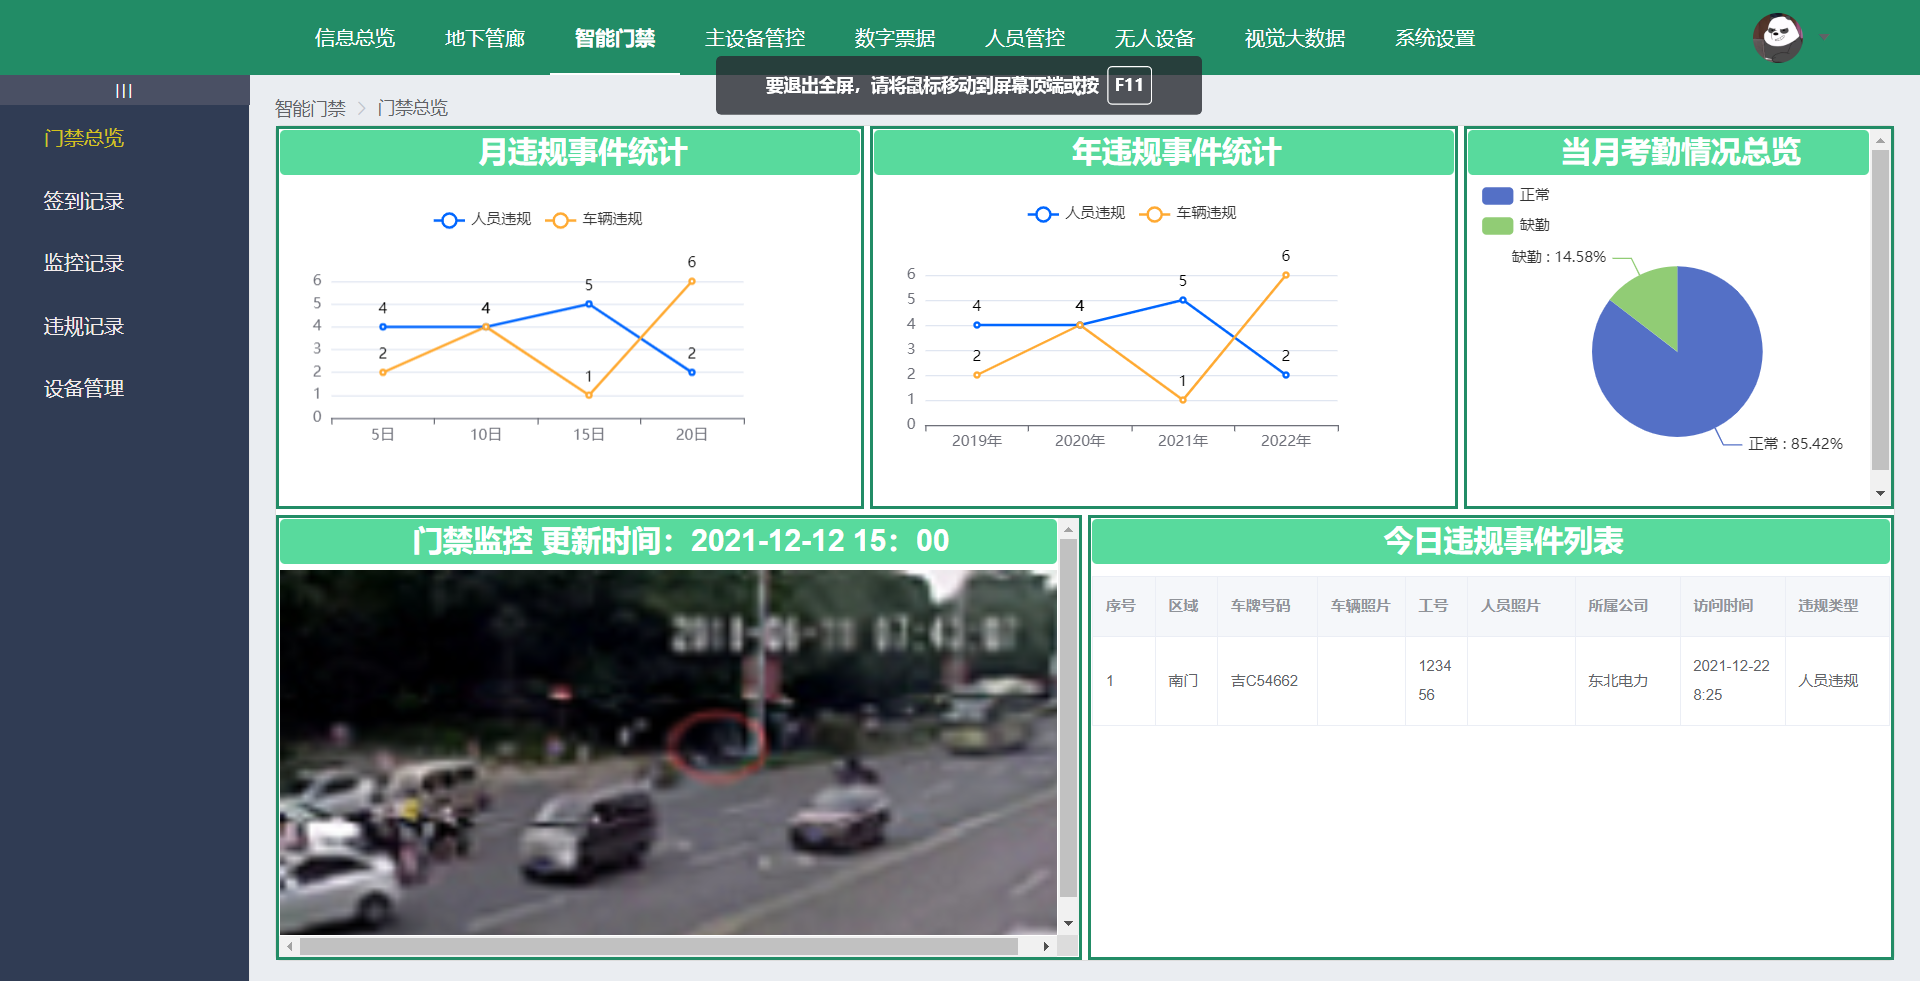 信息总览 地下管廊 智能门禁 主设备管控 数字票据 人员管控 无人设备 视觉大数据 系统设置
要退出全屏，请将鼠标移动到屏幕顶端或按 F11
门禁总览
签到记录
监控记录
违规记录
设备管理
智能门禁 > 门禁总览
月违规事件统计
人员违规 车辆违规
6
5
4
3
2
1
0
4 4 5 2
2 4 1 6
5日 10日 15日 20日
年违规事件统计
人员违规 车辆违规
6
5
4
3
2
1
0
4 4 5 2
2 4 1 6
2019年 2020年 2021年 2022年
当月考勤情况总览
正常
缺勤
缺勤 : 14.58%
正常 : 85.42%
门禁监控 更新时间：2021-12-12 15：00
今日违规事件列表
序号 区域 车牌号码 车辆照片 工号 人员照片 所属公司 访问时间 违规类型
1 南门 吉C54662 123456 东北电力 2021-12-22 8:25 人员违规